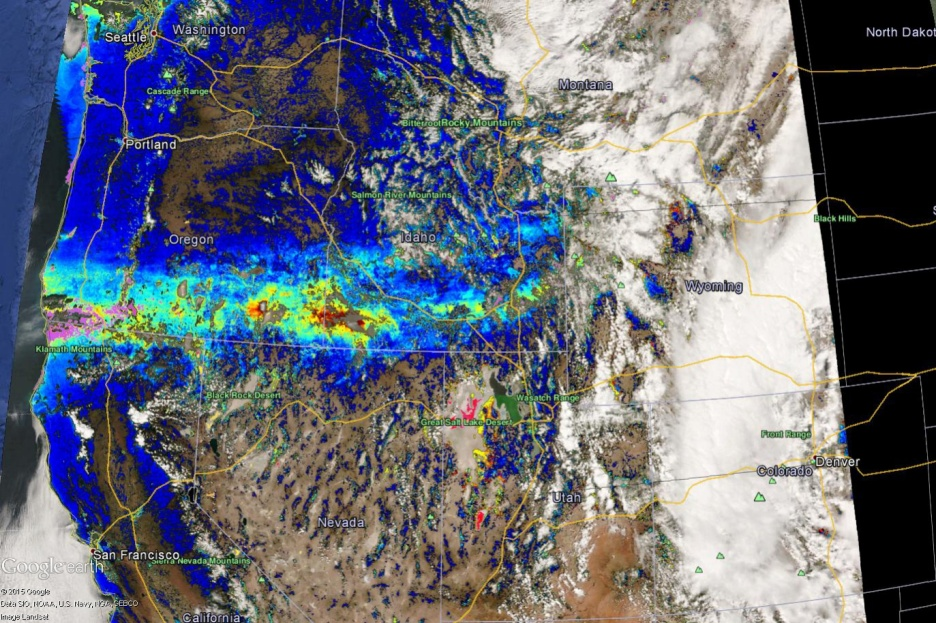 North Dakot
Seattle
Washington
Montana
Cascade Range
BitterrootRocky Mountains
Portland
Salmon River Mountains
Black Hills
S
Oregon
Idaho
Wyoming
Klamath Mountains
Black Rock Desert
Wasatch Range
Great Salt Lake Desert
Front Range
Denver
Colorado
Utah
Nevada
San Francisco
Sierra Nevada Mountains
Google earth
© 2015 Google
Data SIO, NOAA, U.S. Navy, NGA, GEBCO
Image Landsat
California